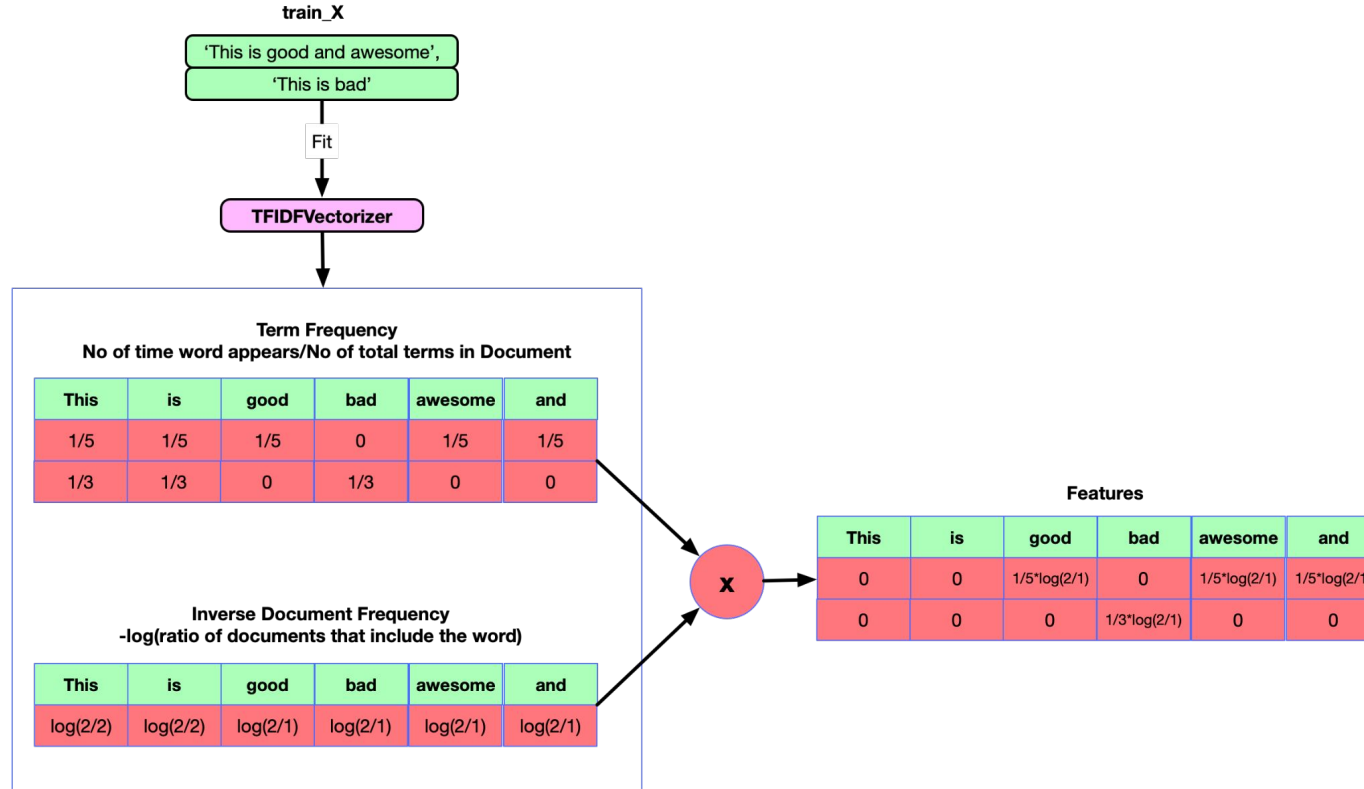 train_X
‘This is good and awesome’,
‘This is bad’
Fit
TFIDFVectorizer
Term Frequency
No of time word appears/No of total terms in Document
This is good bad awesome and
1/5 1/5 1/5 0 1/5 1/5
1/3 1/3 0 1/3 0 0
Inverse Document Frequency
-log(ratio of documents that include the word)
This is good bad awesome and
log(2/2) log(2/2) log(2/1) log(2/1) log(2/1) log(2/1)
x
Features
This is good bad awesome and
0 0 1/5*log(2/1) 0 1/5*log(2/1) 1/5*log(2/1
0 0 0 1/3*log(2/1) 0 0